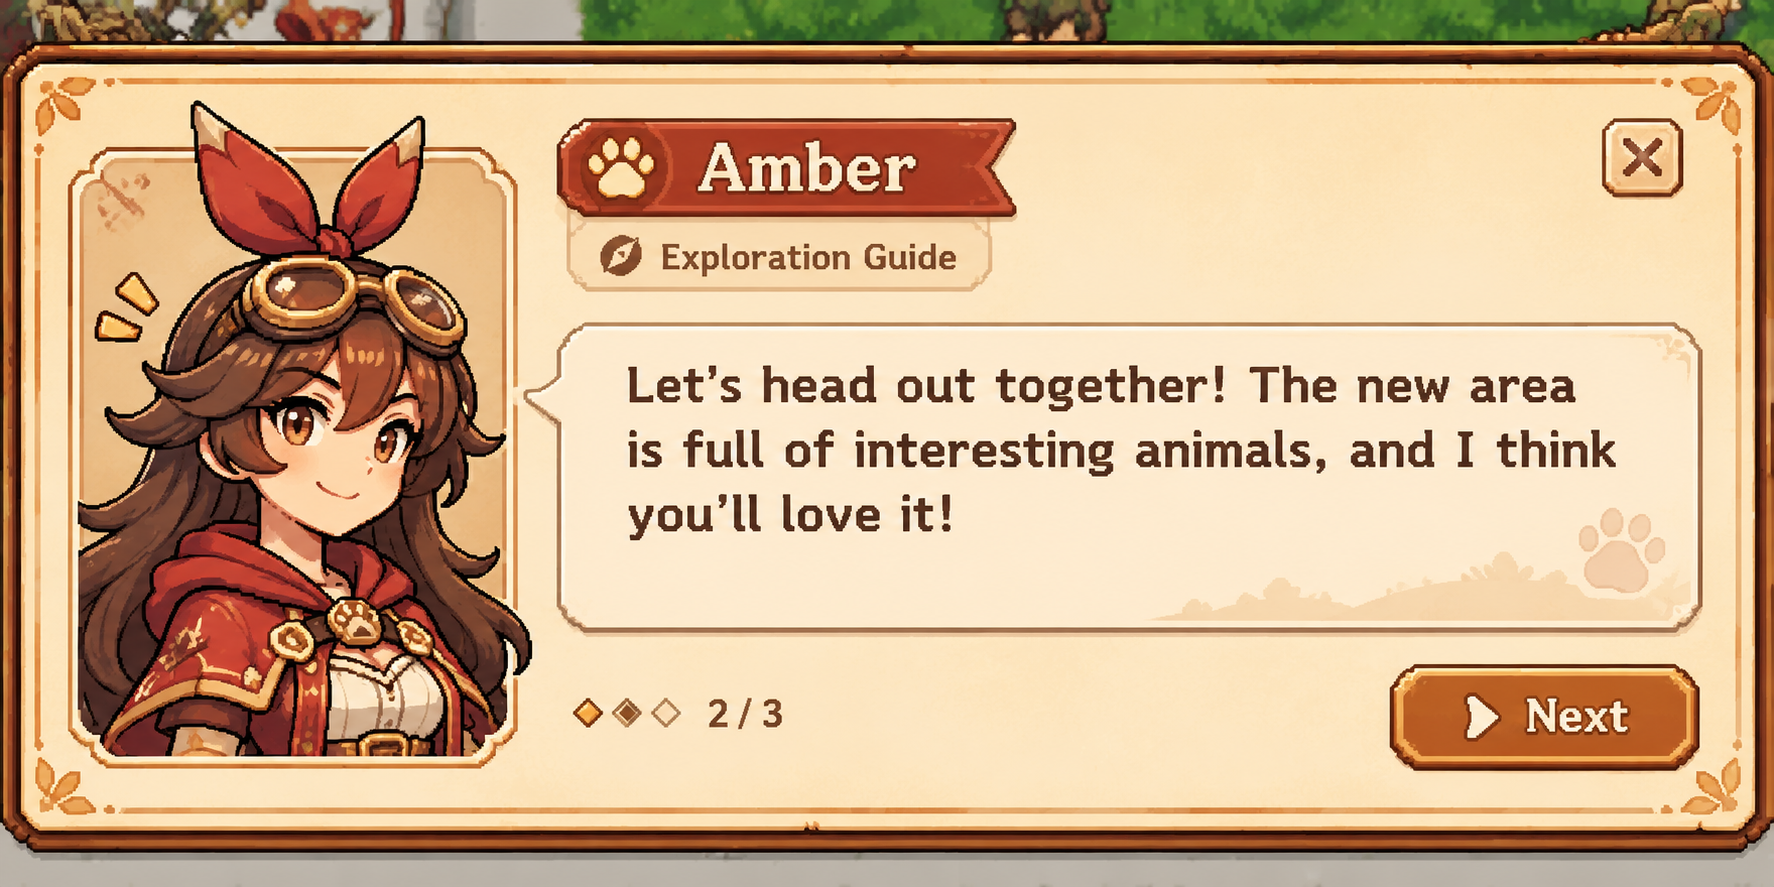 Amber
Exploration Guide
Let’s head out together! The new area
is full of interesting animals, and I think
you’ll love it!
2 / 3
Next